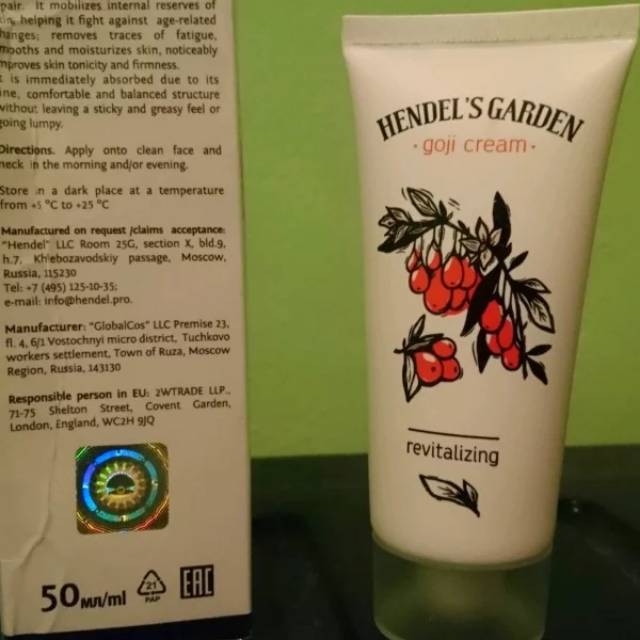 pair. It mobilizes internal reserves of
helping it fight against age-related
hanges; removes traces of fatigue,
mooths and moisturizes skin, noticeably
mproves skin tonicity and firmness.
t is immediately absorbed due to its
ine, comfortable and balanced structure
without leaving a sticky and greasy feel or
going lumpy.
Directions. Apply onto clean face and
neck in the morning and/or evening.
Store in a dark place at a temperature
from +5 °C to +25 °C
Manufactured on request /claims acceptance:
"Hendel" LLC Room 25G, section X, bld.9,
h.7, Khlebozavodskiy passage, Moscow,
Russia, 115230
Tel: +7 (495) 125-10-35;
e-mail: info@hendel.pro.
Manufacturer: "GlobalCos" LLC Premise 23,
fl. 4, 6/1 Vostochnyi micro district, Tuchkovo
workers settlement, Town of Ruza, Moscow
Region, Russia, 143130
Responsible person in EU: 2WTRADE LLP.,
71-75 Shelton Street, Covent Garden,
London, England, WC2H 9JQ
50 мл/ml
21
PAP
EAC
HENDEL'S GARDEN
· goji cream ·
revitalizing